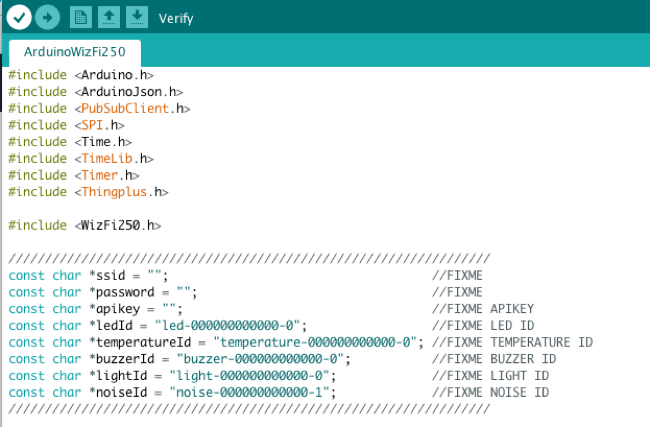 Verify
ArduinoWizFi250
#include <Arduino.h>
#include <ArduinoJson.h>
#include <PubSubClient.h>
#include <SPI.h>
#include <Time.h>
#include <TimeLib.h>
#include <Timer.h>
#include <Thingplus.h>
#include <WizFi250.h>
//////////////////////////////////////////////////////////////////
const char *ssid = ""; //FIXME
const char *password = ""; //FIXME
const char *apikey = ""; //FIXME APIKEY
const char *ledId = "led-000000000000-0"; //FIXME LED ID
const char *temperatureId = "temperature-000000000000-0"; //FIXME TEMPERATURE ID
const char *buzzerId = "buzzer-000000000000-0"; //FIXME BUZZER ID
const char *lightId = "light-000000000000-0"; //FIXME LIGHT ID
const char *noiseId = "noise-000000000000-1"; //FIXME NOISE ID
//////////////////////////////////////////////////////////////////